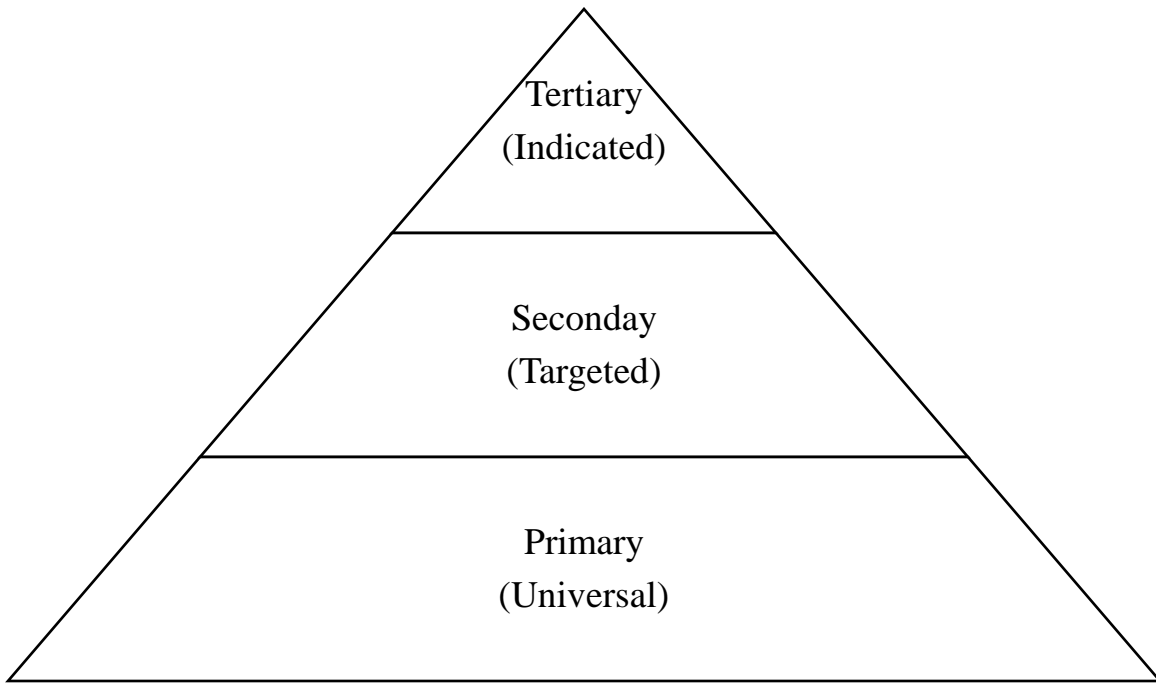 Tertiary
(Indicated)
Seconday
(Targeted)
Primary
(Universal)